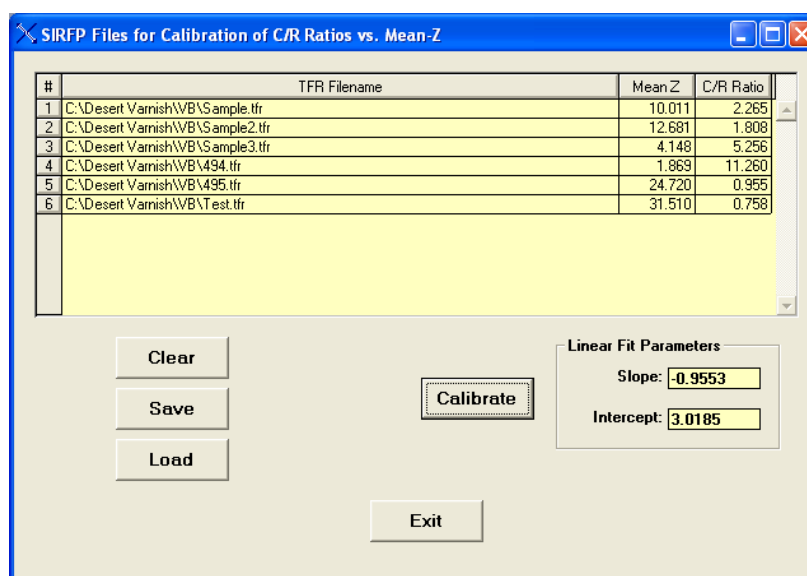 SIRFP Files for Calibration of C/R Ratios vs. Mean-Z
# TFR Filename Mean Z C/R Ratio
1 C:\Desert Varnish\VB\Sample.tfr 10.011 2.265
2 C:\Desert Varnish\VB\Sample2.tfr 12.681 1.808
3 C:\Desert Varnish\VB\Sample3.tfr 4.148 5.256
4 C:\Desert Varnish\VB\494.tfr 1.869 11.260
5 C:\Desert Varnish\VB\495.tfr 24.720 0.955
6 C:\Desert Varnish\VB\Test.tfr 31.510 0.758
Clear
Save
Load
Calibrate
Linear Fit Parameters
Slope: -0.9553
Intercept: 3.0185
Exit